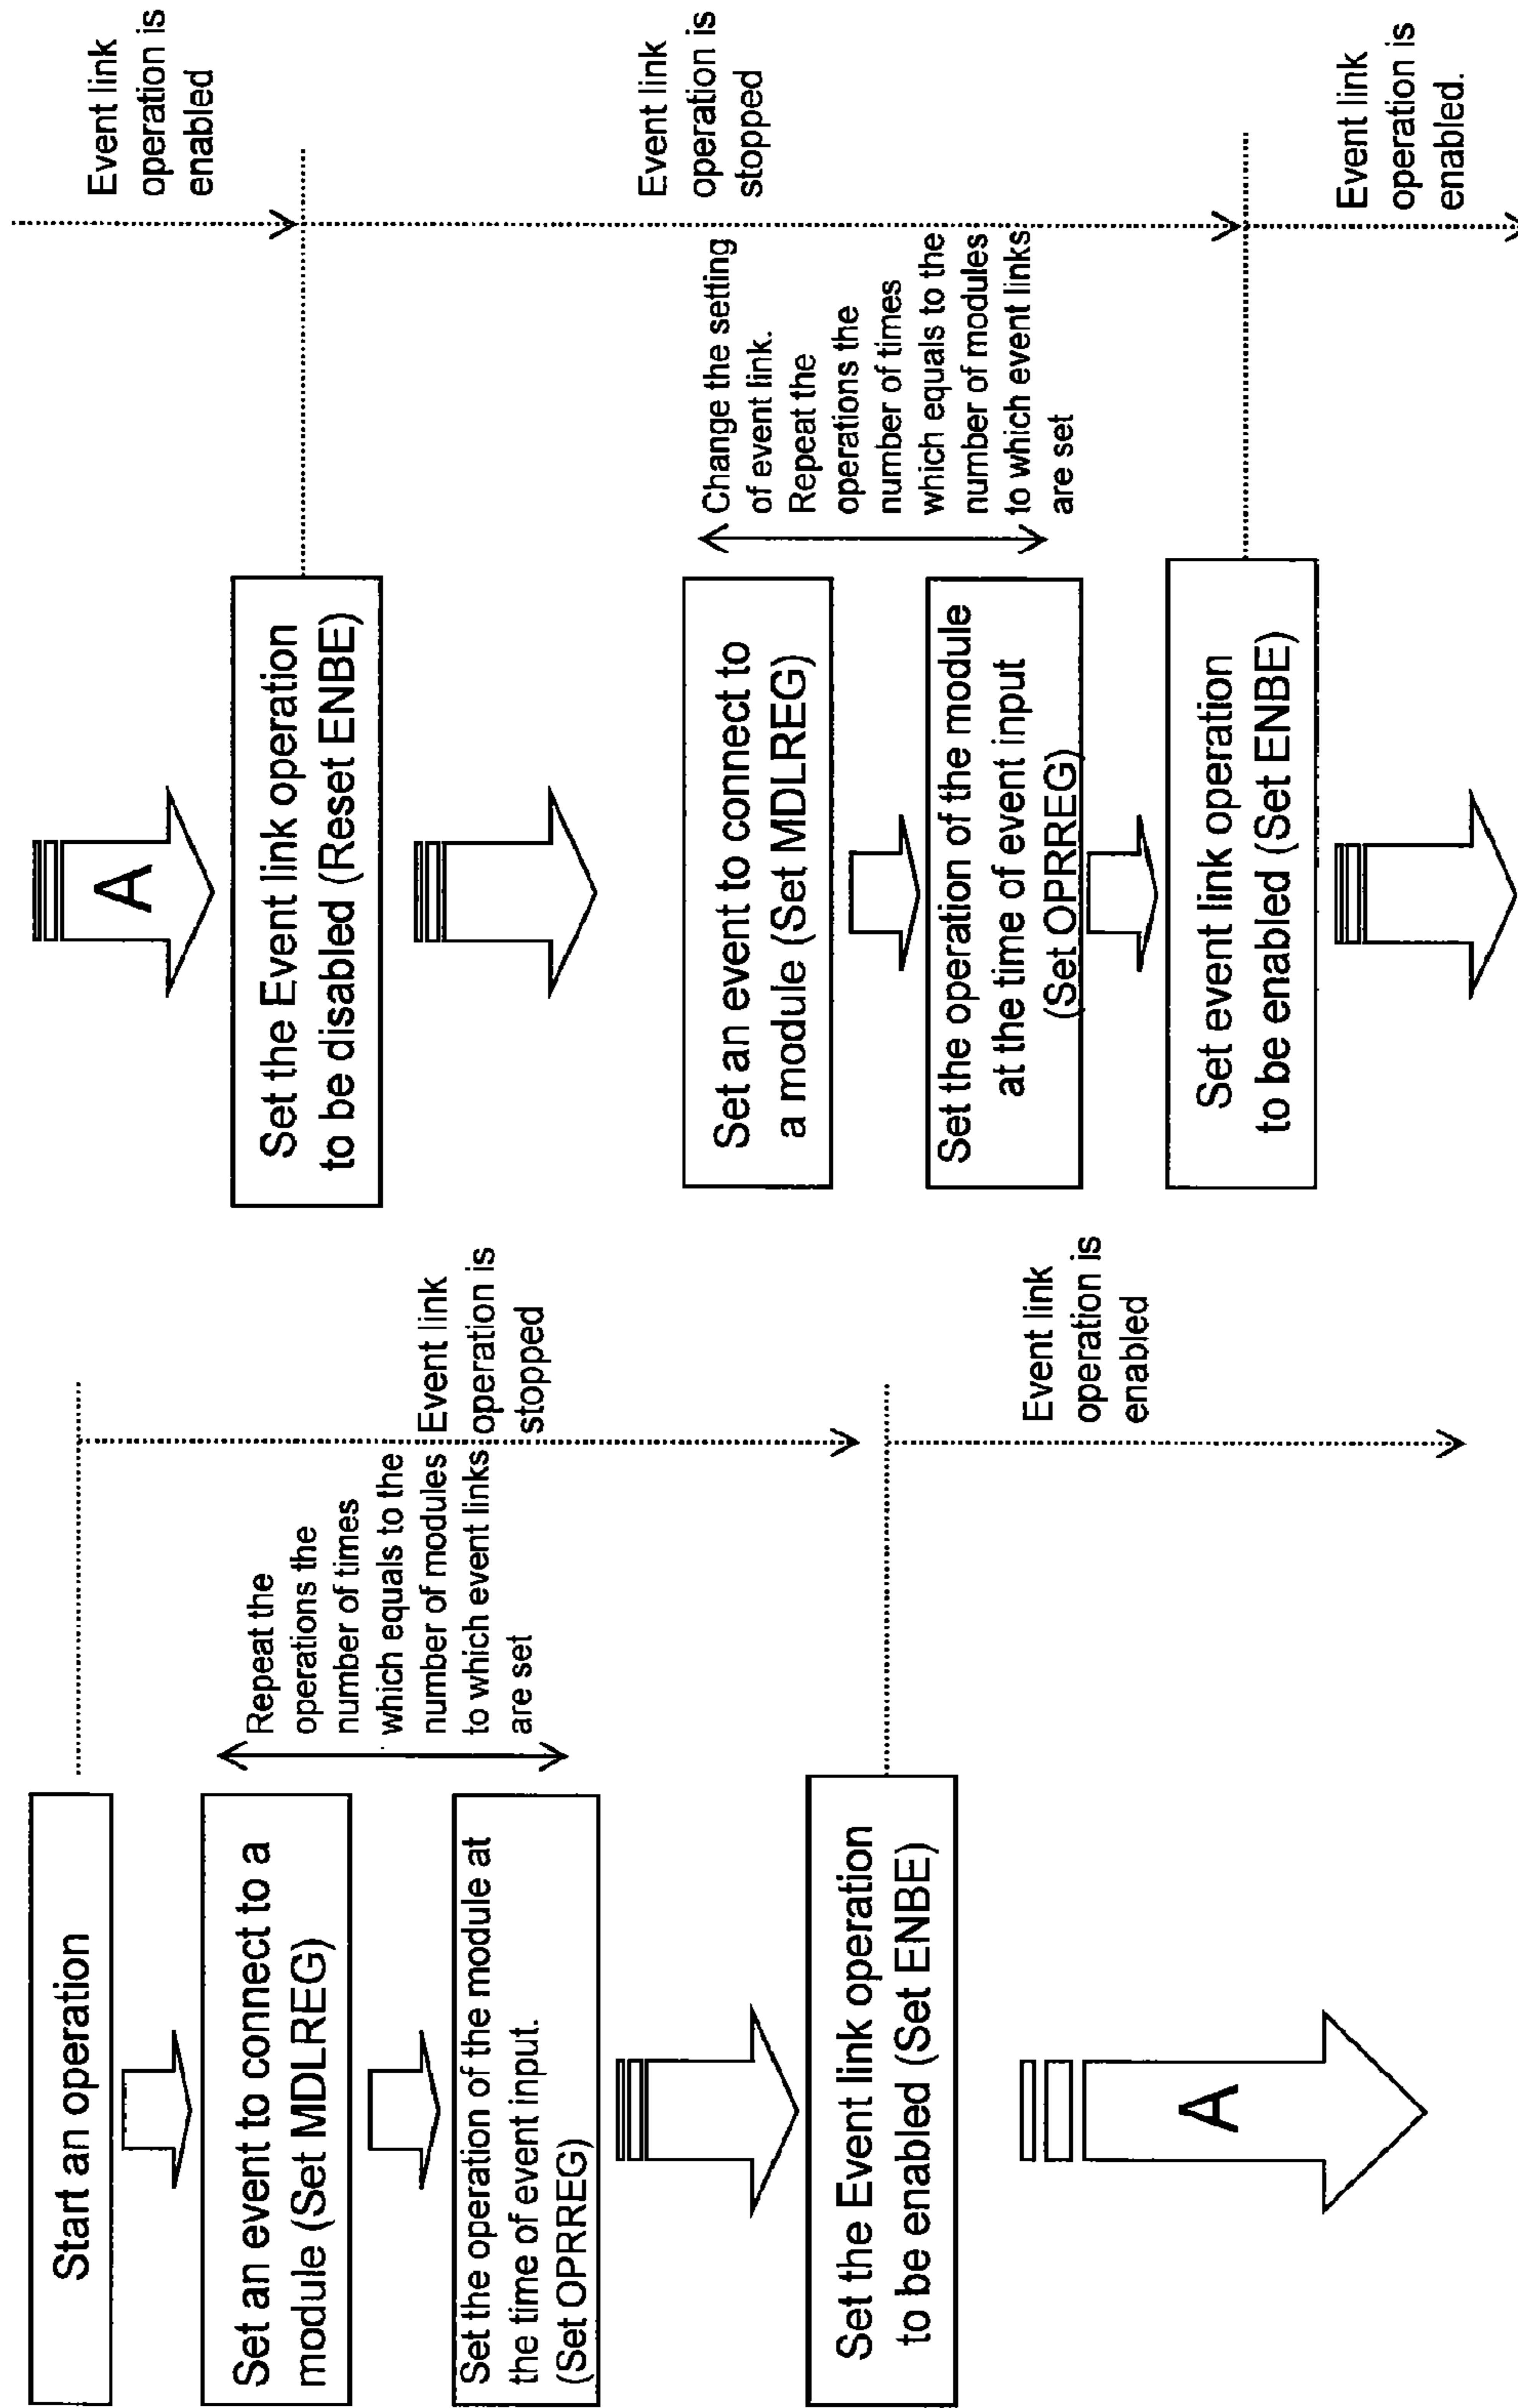 Start an operation
Set an event to connect to a
module (Set MDLREG)
Set the operation of the module at
the time of event input.
(Set OPRREG)
Repeat the
operations the
number of times
which equals to the
number of modules
to which event links
are set
Event link
operation is
stopped
Set the Event link operation
to be enabled (Set ENBE)
Event link
operation is
enabled
A
A
Event link
operation is
enabled
Set the Event link operation
to be disabled (Reset ENBE)
Event link
operation is
stopped
Set an event to connect to
a module (Set MDLREG)
Set the operation of the module
at the time of event input
(Set OPRREG)
Change the setting
of event link.
Repeat the
operations the
number of times
which equals to the
number of modules
to which event links
are set
Set event link operation
to be enabled (Set ENBE)
Event link
operation is
enabled.